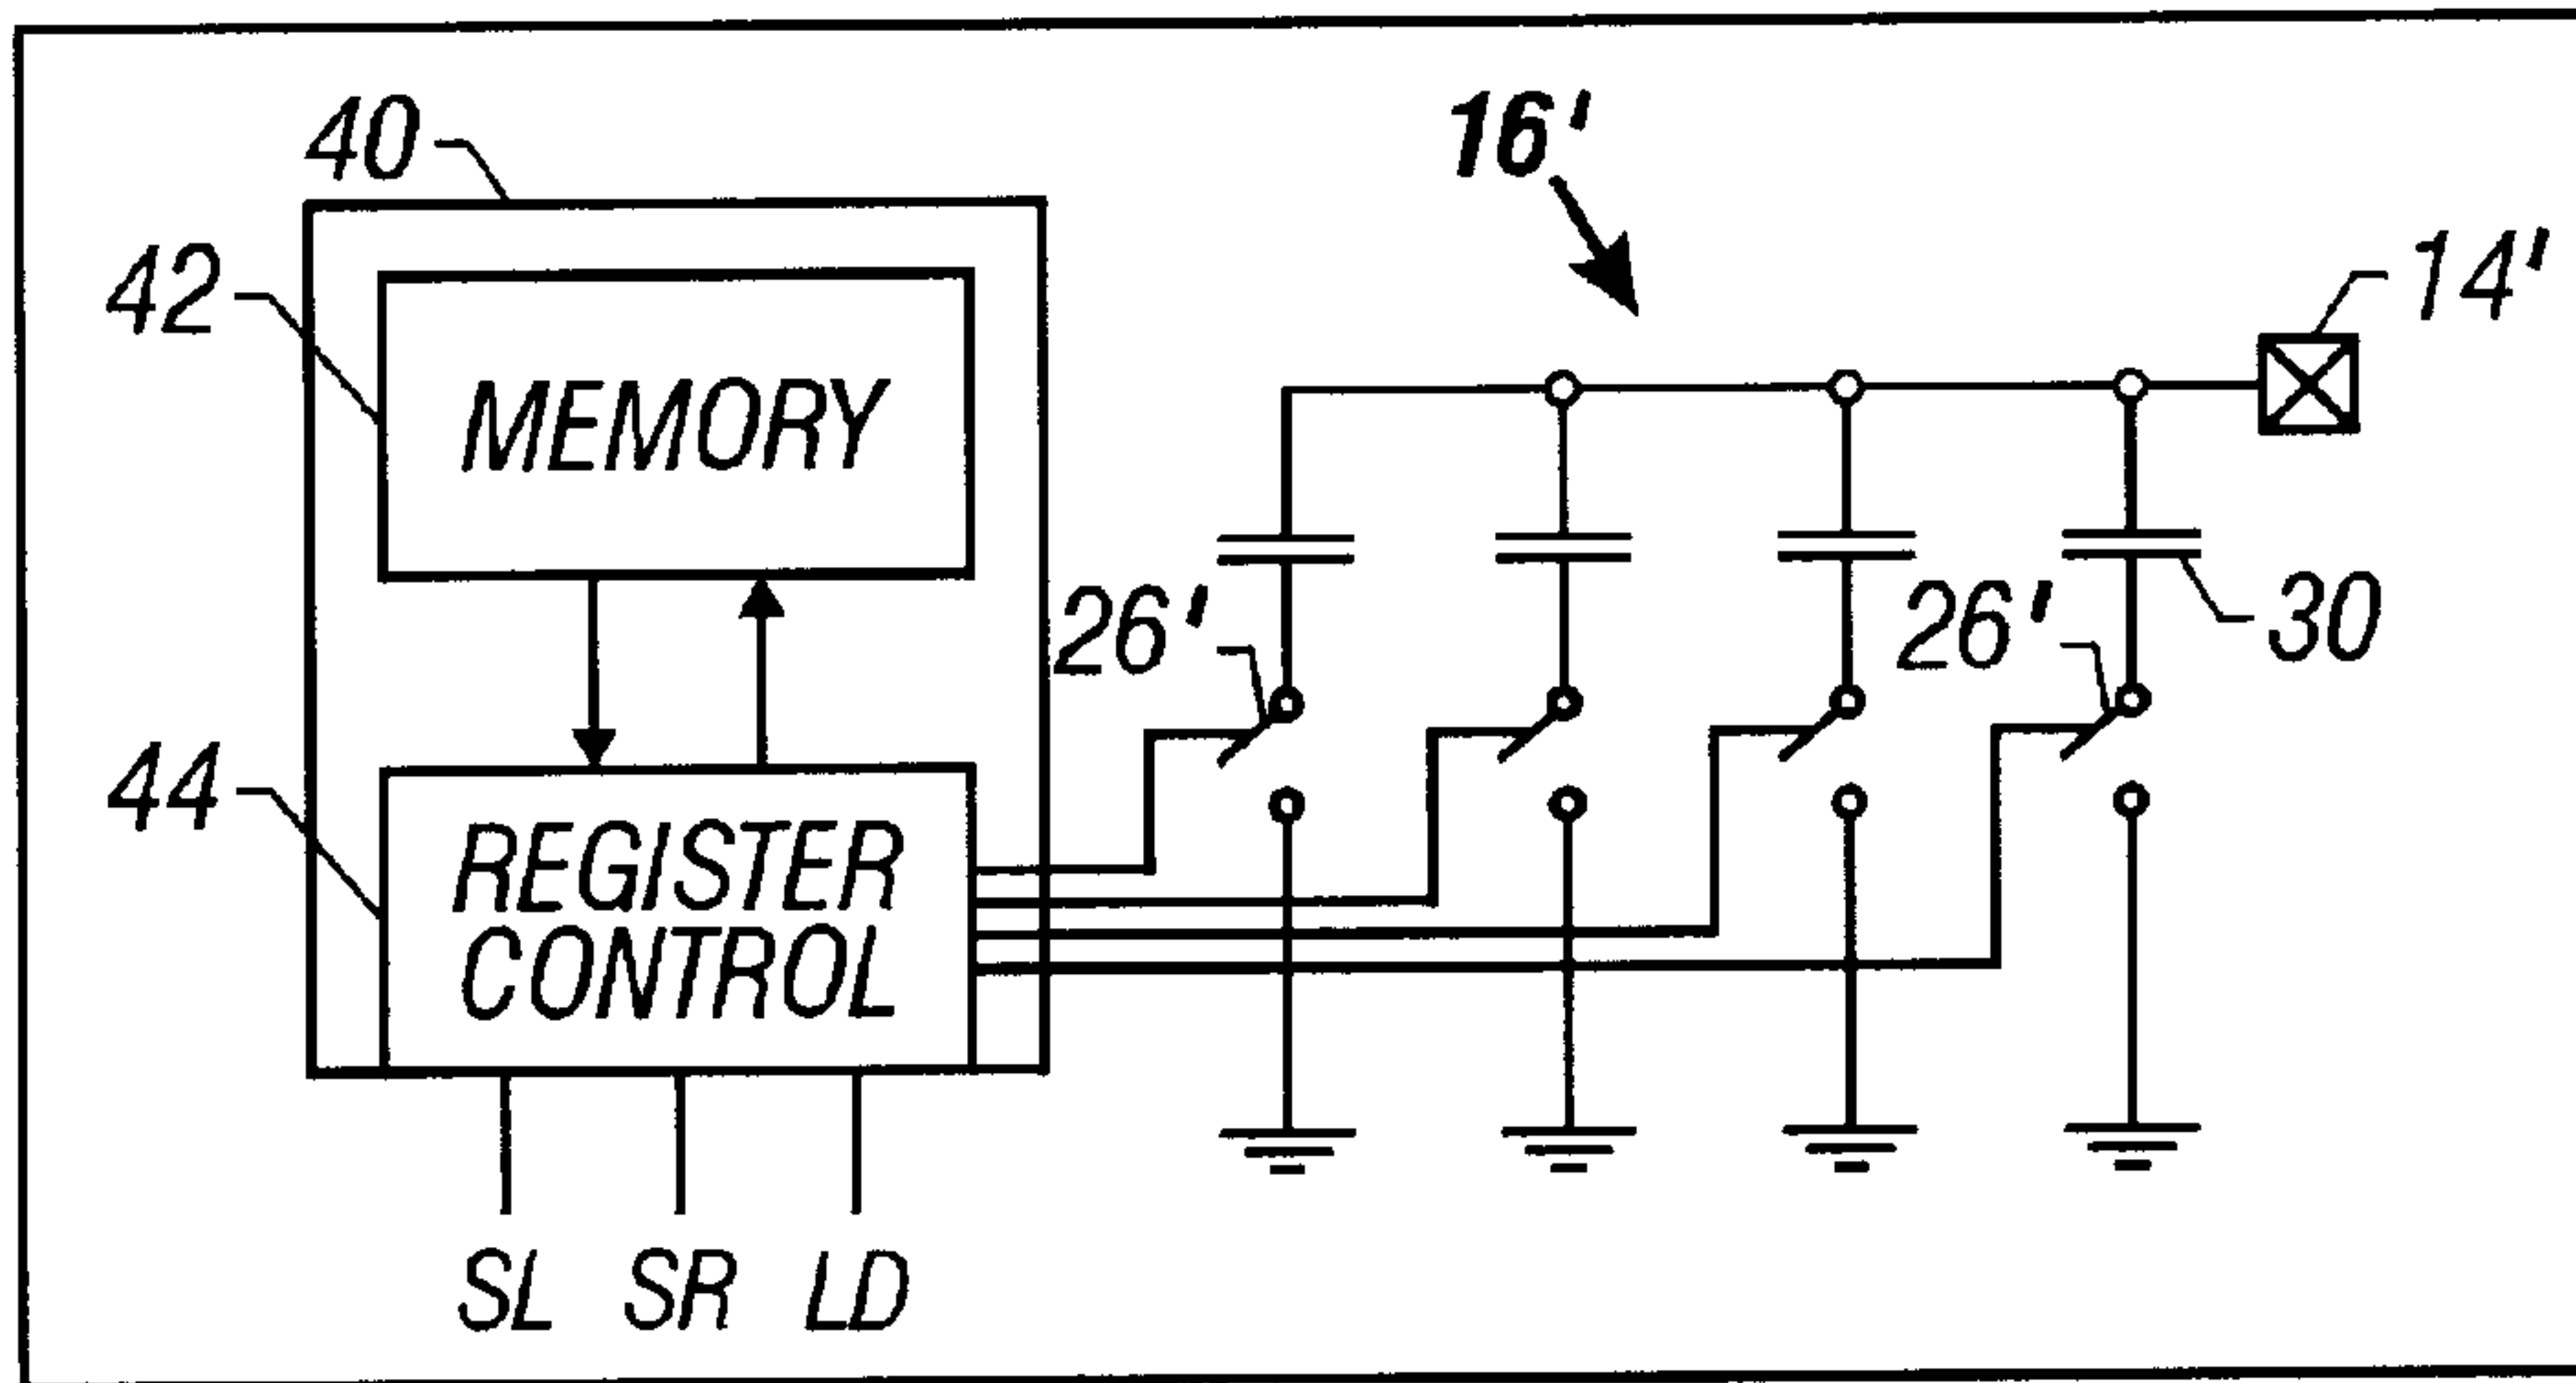 40
16'
42
14'
MEMORY
26'
26'
30
44
REGISTER
CONTROL
SL SR LD